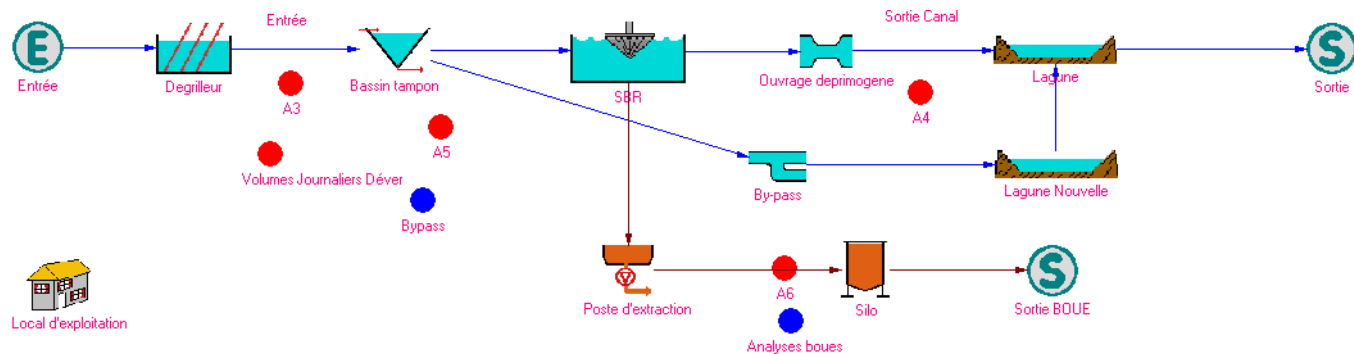 Entrée
Sortie Canal
E
S
Entrée
Degrilleur
Bassin tampon
SBR
Ouvrage deprimogene
Lagune
Sortie
A3
A4
A5
Volumes Journaliers Déver
By-pass
Lagune Nouvelle
Bypass
S
A6
Local d'exploitation
Poste d'extraction
Silo
Sortie BOUE
Analyses boues